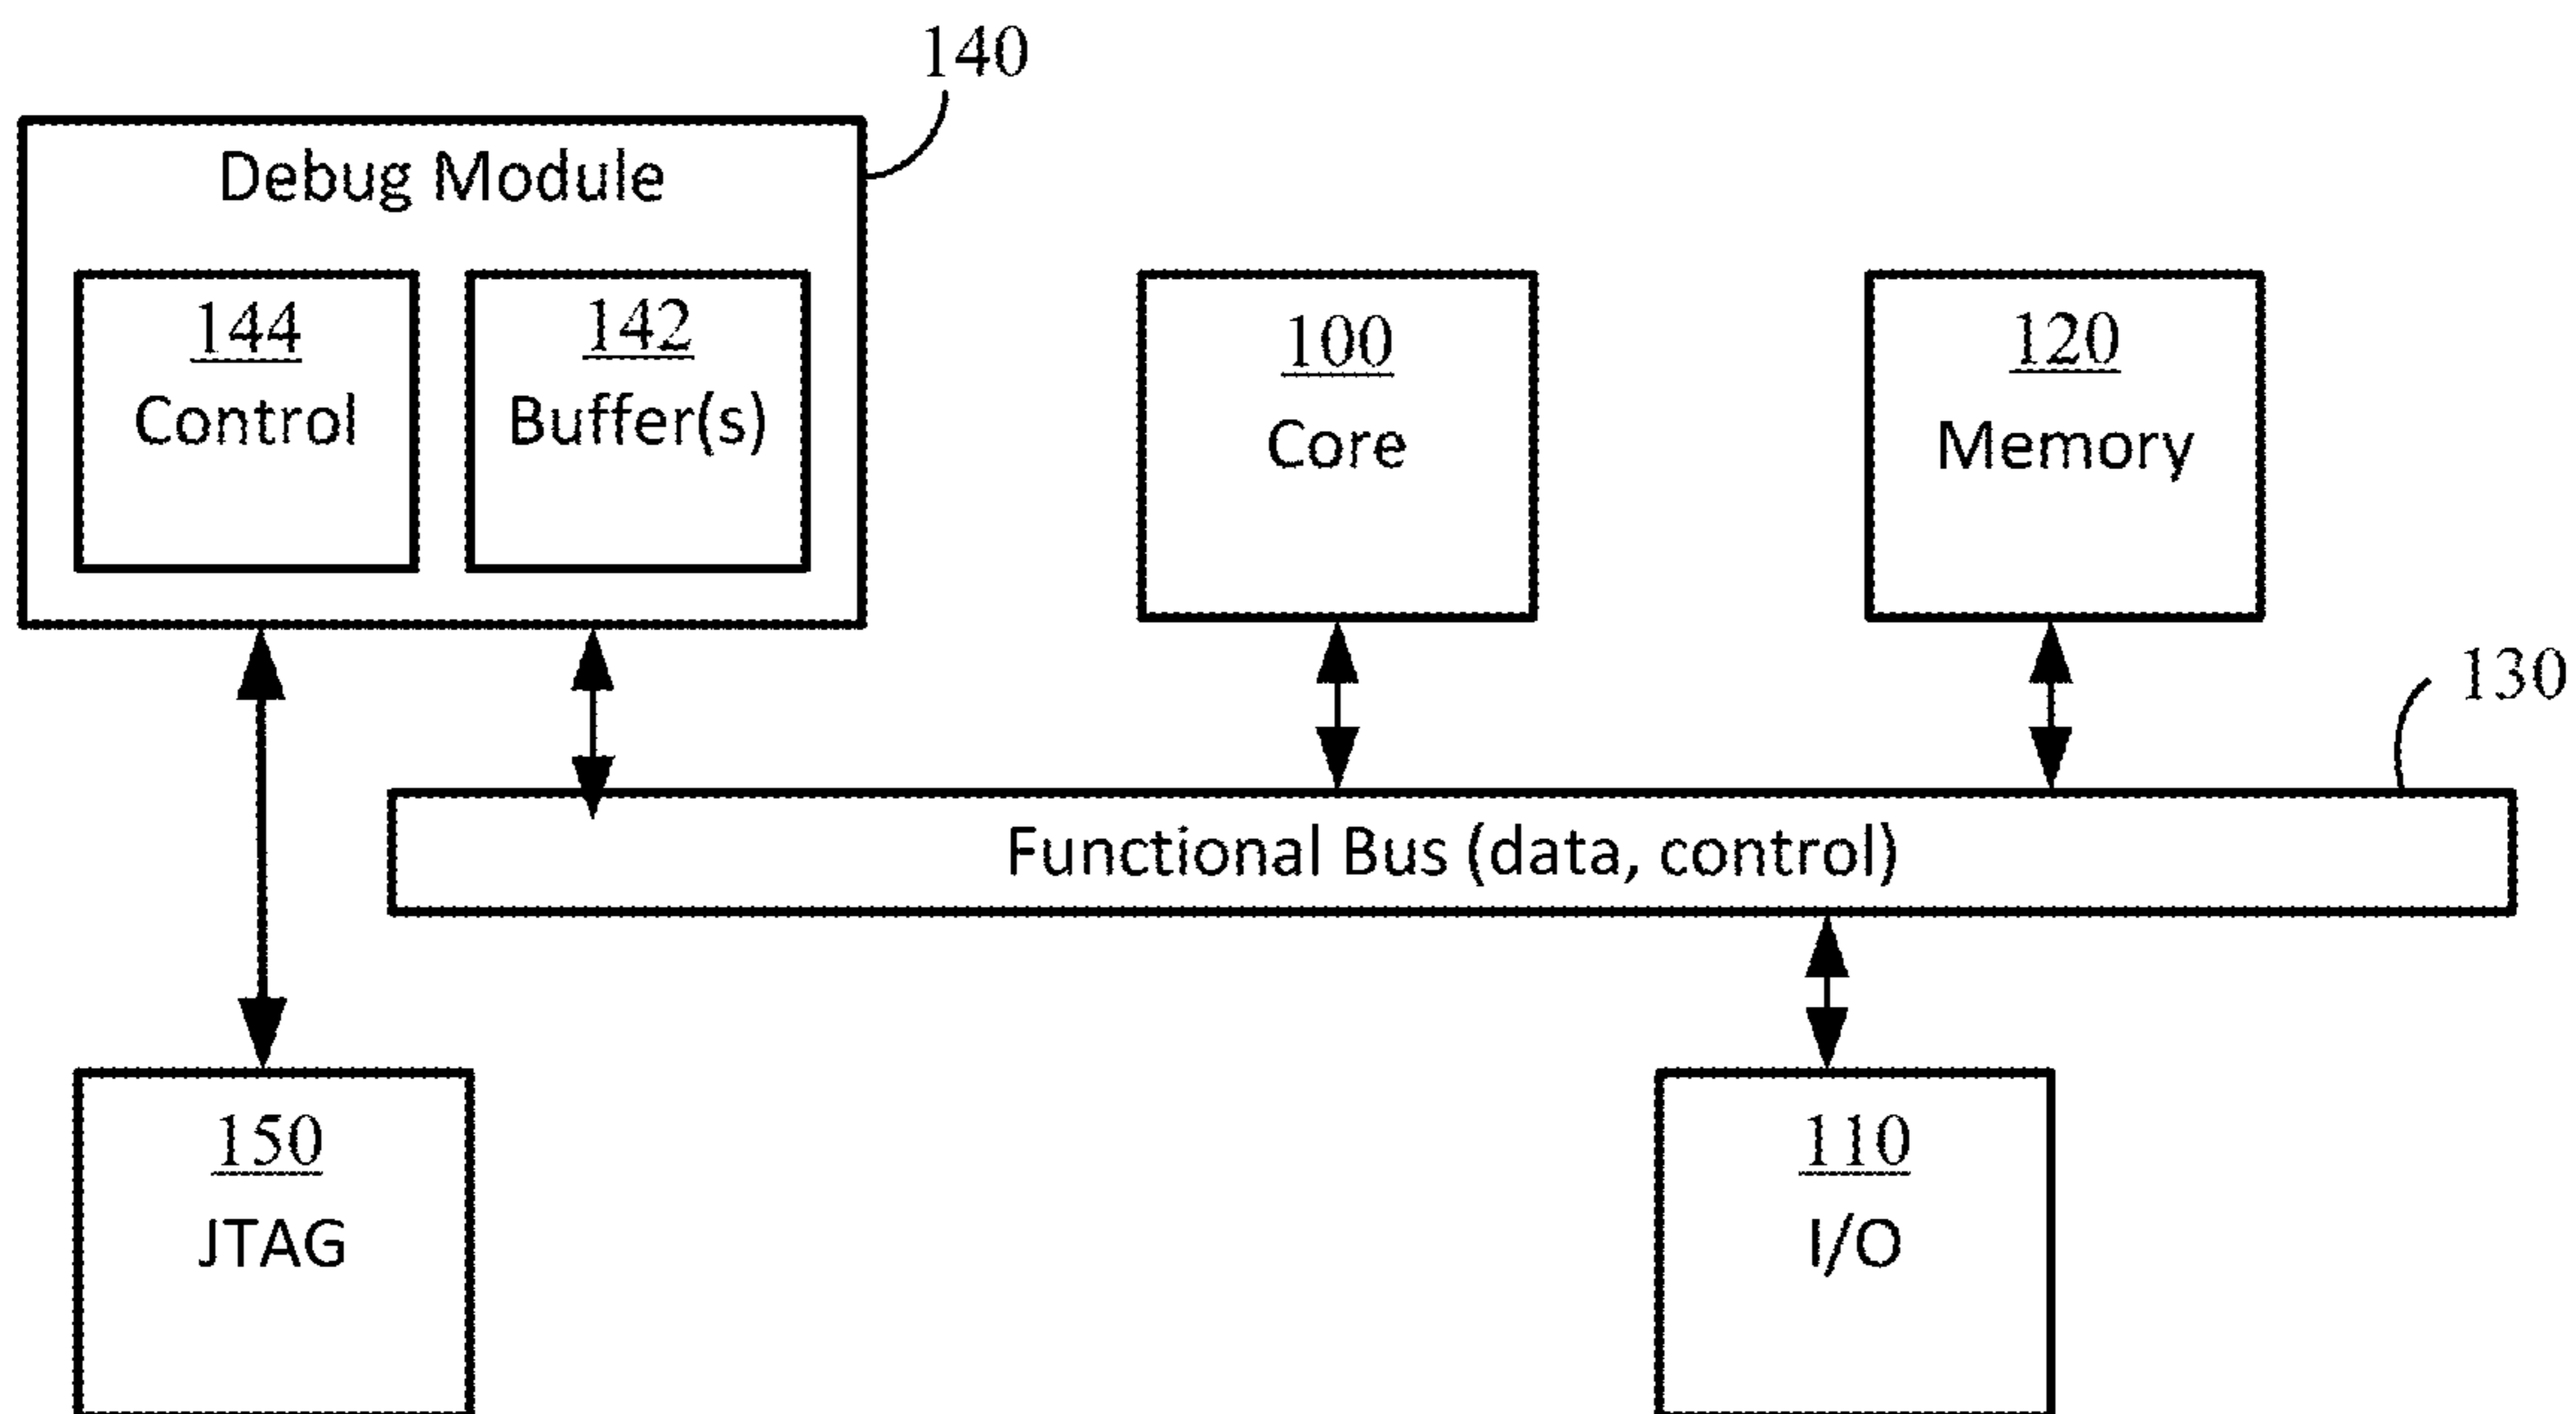 140
Debug Module
144
Control
142
Buffer(s)
100
Core
120
Memory
130
Functional Bus (data, control)
150
JTAG
110
I/O